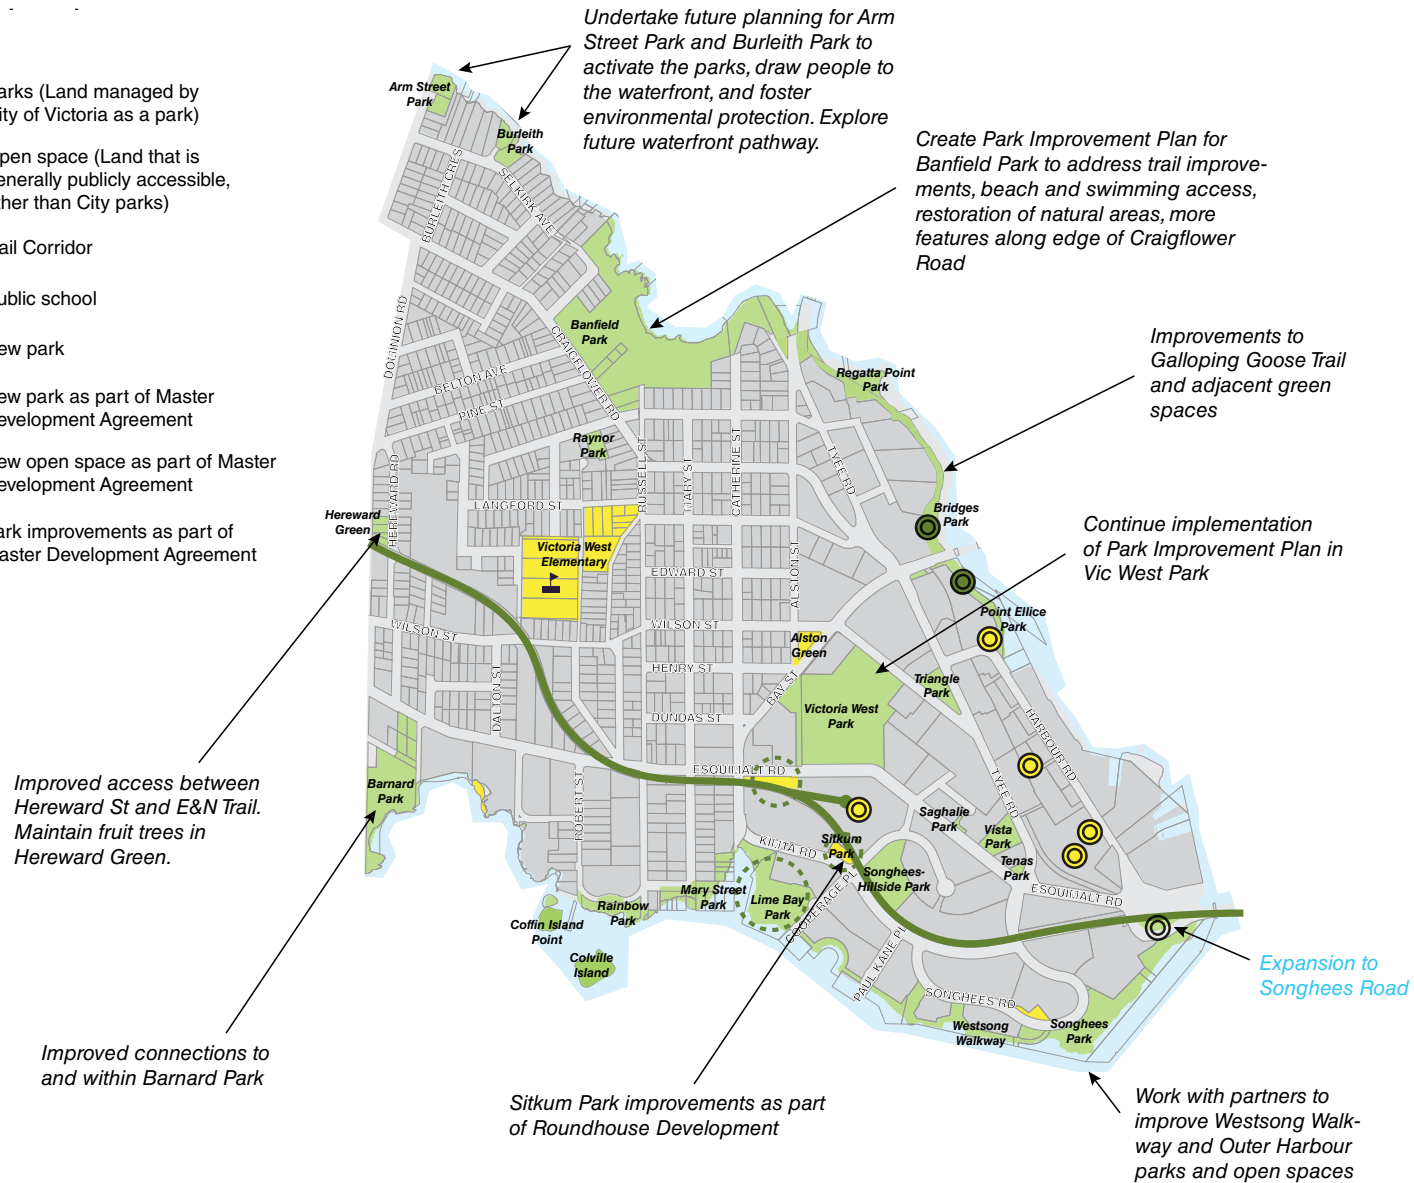 arks (Land managed by
ity of Victoria as a park)
pen space (Land that is
enerally publicly accessible,
ther than City parks)
ail Corridor
ublic school
ew park
ew park as part of Master
evelopment Agreement
ew open space as part of Master
evelopment Agreement
ark improvements as part of
aster Development Agreement
Undertake future planning for Arm
Street Park and Burleith Park to
activate the parks, draw people to
the waterfront, and foster
environmental protection. Explore
future waterfront pathway.
Create Park Improvement Plan for
Banfield Park to address trail improve-
ments, beach and swimming access,
restoration of natural areas, more
features along edge of Craigflower
Road
Improvements to
Galloping Goose Trail
and adjacent green
spaces
Continue implementation
of Park Improvement Plan in
Vic West Park
Expansion to
Songhees Road
Work with partners to
improve Westsong Walk-
way and Outer Harbour
parks and open spaces
Sitkum Park improvements as part
of Roundhouse Development
Improved connections to
and within Barnard Park
Improved access between
Hereward St and E&N Trail.
Maintain fruit trees in
Hereward Green.
Arm Street
Park
Burleith
Park
BURLEITH CRES
SELKIRK AVE
DOMINION RD
Banfield
Park
CRAIGFLOWER RD
BELTON AVE
PINE ST
Regatta Point
Park
Raynor
Park
RUSSELL ST
MARY ST
CATHERINE ST
TYEE RD
HEREWARD RD
LANGFORD ST
Hereward
Green
Bridges
Park
Victoria West
Elementary
EDWARD ST
ALSTON ST
Point Ellice
Park
WILSON ST
WILSON ST
Alston
Green
HENRY ST
BAY ST
Triangle
Park
DALTON ST
DUNDAS ST
Victoria West
Park
HARBOUR RD
ESQUIMALT RD
TYEE RD
Barnard
Park
ROBERT ST
Saghalie
Park
Vista
Park
KILITA RD
Sitkum
Park
Tenas
Park
Songhees-
Hillside Park
ESQUIMALT RD
Mary Street
Park
Lime Bay
Park
COOPERAGE PL
Rainbow
Park
Coffin Island
Point
Colville
Island
PAUL KANE PL
SONGHEES RD
Westsong
Walkway
Songhees
Park